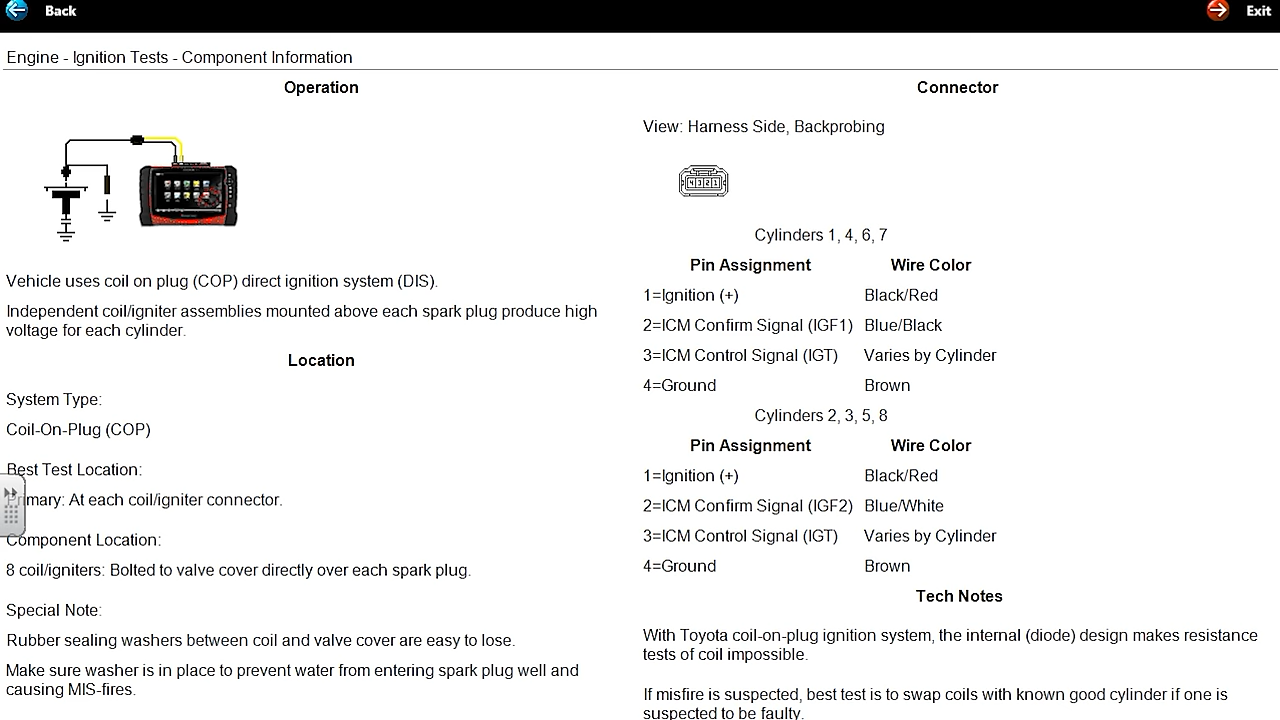 Back
Exit
Engine - Ignition Tests - Component Information
Operation
Vehicle uses coil on plug (COP) direct ignition system (DIS).
Independent coil/igniter assemblies mounted above each spark plug produce high
voltage for each cylinder.
Location
System Type:
Coil-On-Plug (COP)
Best Test Location:
Primary: At each coil/igniter connector.
Component Location:
8 coil/igniters: Bolted to valve cover directly over each spark plug.
Special Note:
Rubber sealing washers between coil and valve cover are easy to lose.
Make sure washer is in place to prevent water from entering spark plug well and
causing MIS-fires.
Connector
View: Harness Side, Backprobing
4 3 2 1
Cylinders 1, 4, 6, 7
Pin Assignment Wire Color
1=Ignition (+) Black/Red
2=ICM Confirm Signal (IGF1) Blue/Black
3=ICM Control Signal (IGT) Varies by Cylinder
4=Ground Brown
Cylinders 2, 3, 5, 8
Pin Assignment Wire Color
1=Ignition (+) Black/Red
2=ICM Confirm Signal (IGF2) Blue/White
3=ICM Control Signal (IGT) Varies by Cylinder
4=Ground Brown
Tech Notes
With Toyota coil-on-plug ignition system, the internal (diode) design makes resistance
tests of coil impossible.
If misfire is suspected, best test is to swap coils with known good cylinder if one is
suspected to be faulty.